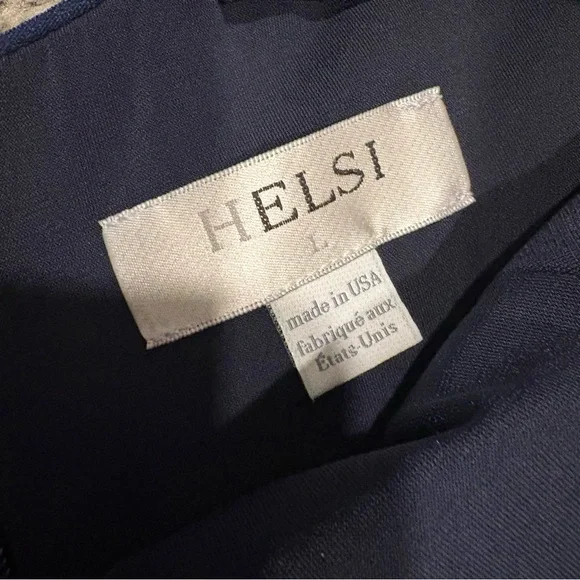 HELSI
L
made in USA
fabriqué aux
États-Unis